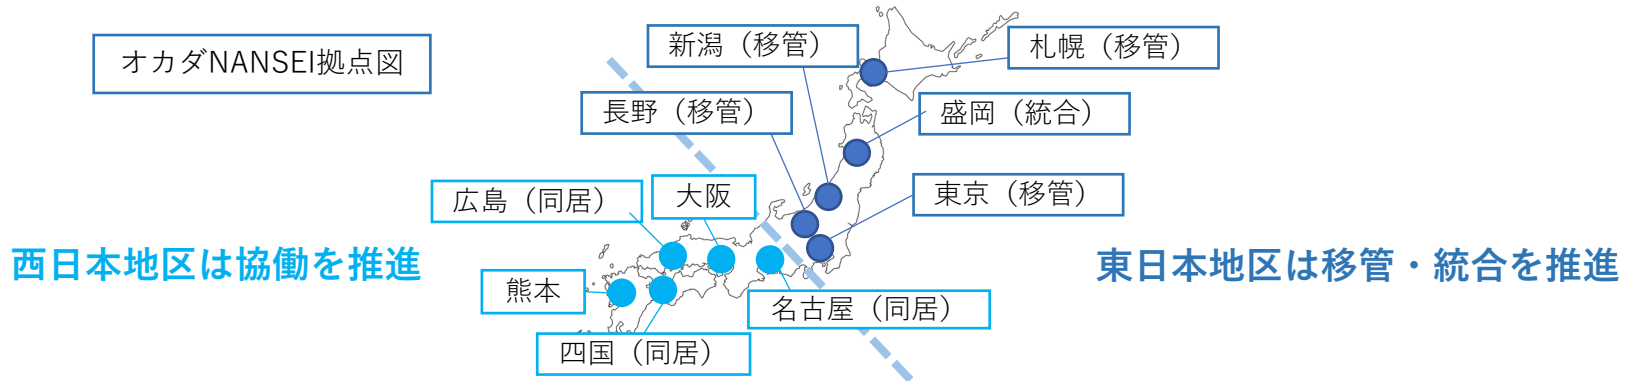 オカダNANSEI拠点図
新潟（移管）
札幌（移管）
長野（移管）
盛岡（統合）
広島（同居）
大阪
東京（移管）
西日本地区は協働を推進
東日本地区は移管・統合を推進
熊本
名古屋（同居）
四国（同居）